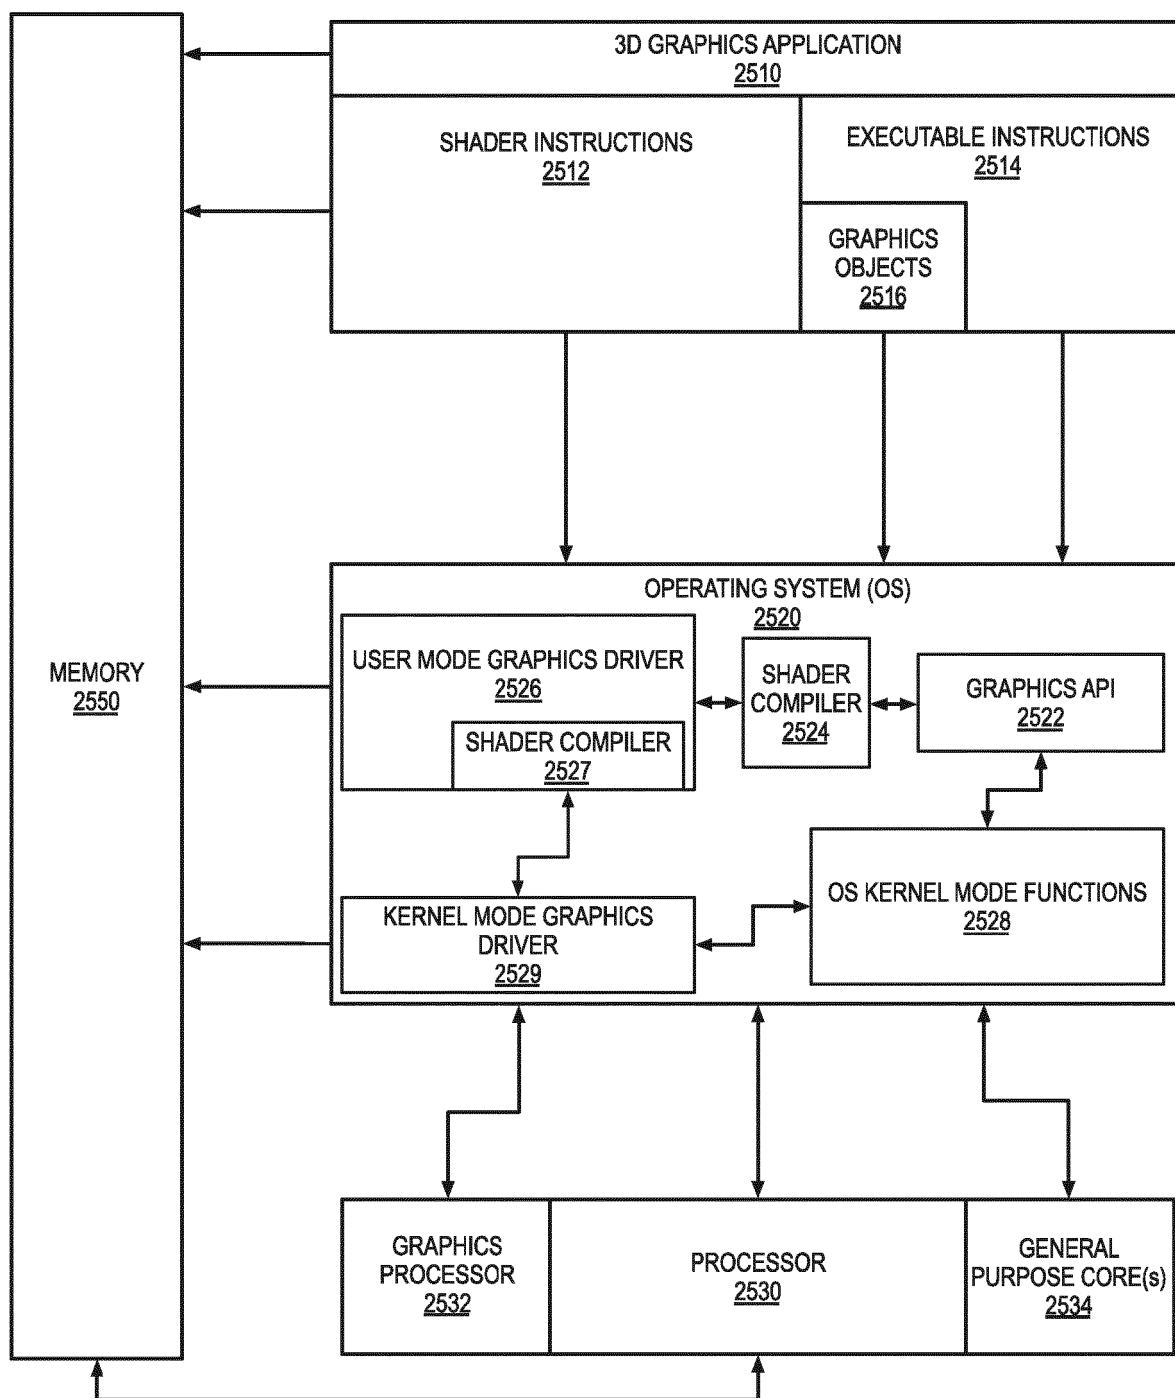 3D GRAPHICS APPLICATION
2510
SHADER INSTRUCTIONS
2512
EXECUTABLE INSTRUCTIONS
2514
GRAPHICS
OBJECTS
2516
OPERATING SYSTEM (OS)
2520
USER MODE GRAPHICS DRIVER
2526
SHADER COMPILER
2527
SHADER
COMPILER
2524
GRAPHICS API
2522
MEMORY
2550
KERNEL MODE GRAPHICS
DRIVER
2529
OS KERNEL MODE FUNCTIONS
2528
GRAPHICS
PROCESSOR
2532
PROCESSOR
2530
GENERAL
PURPOSE CORE(s)
2534